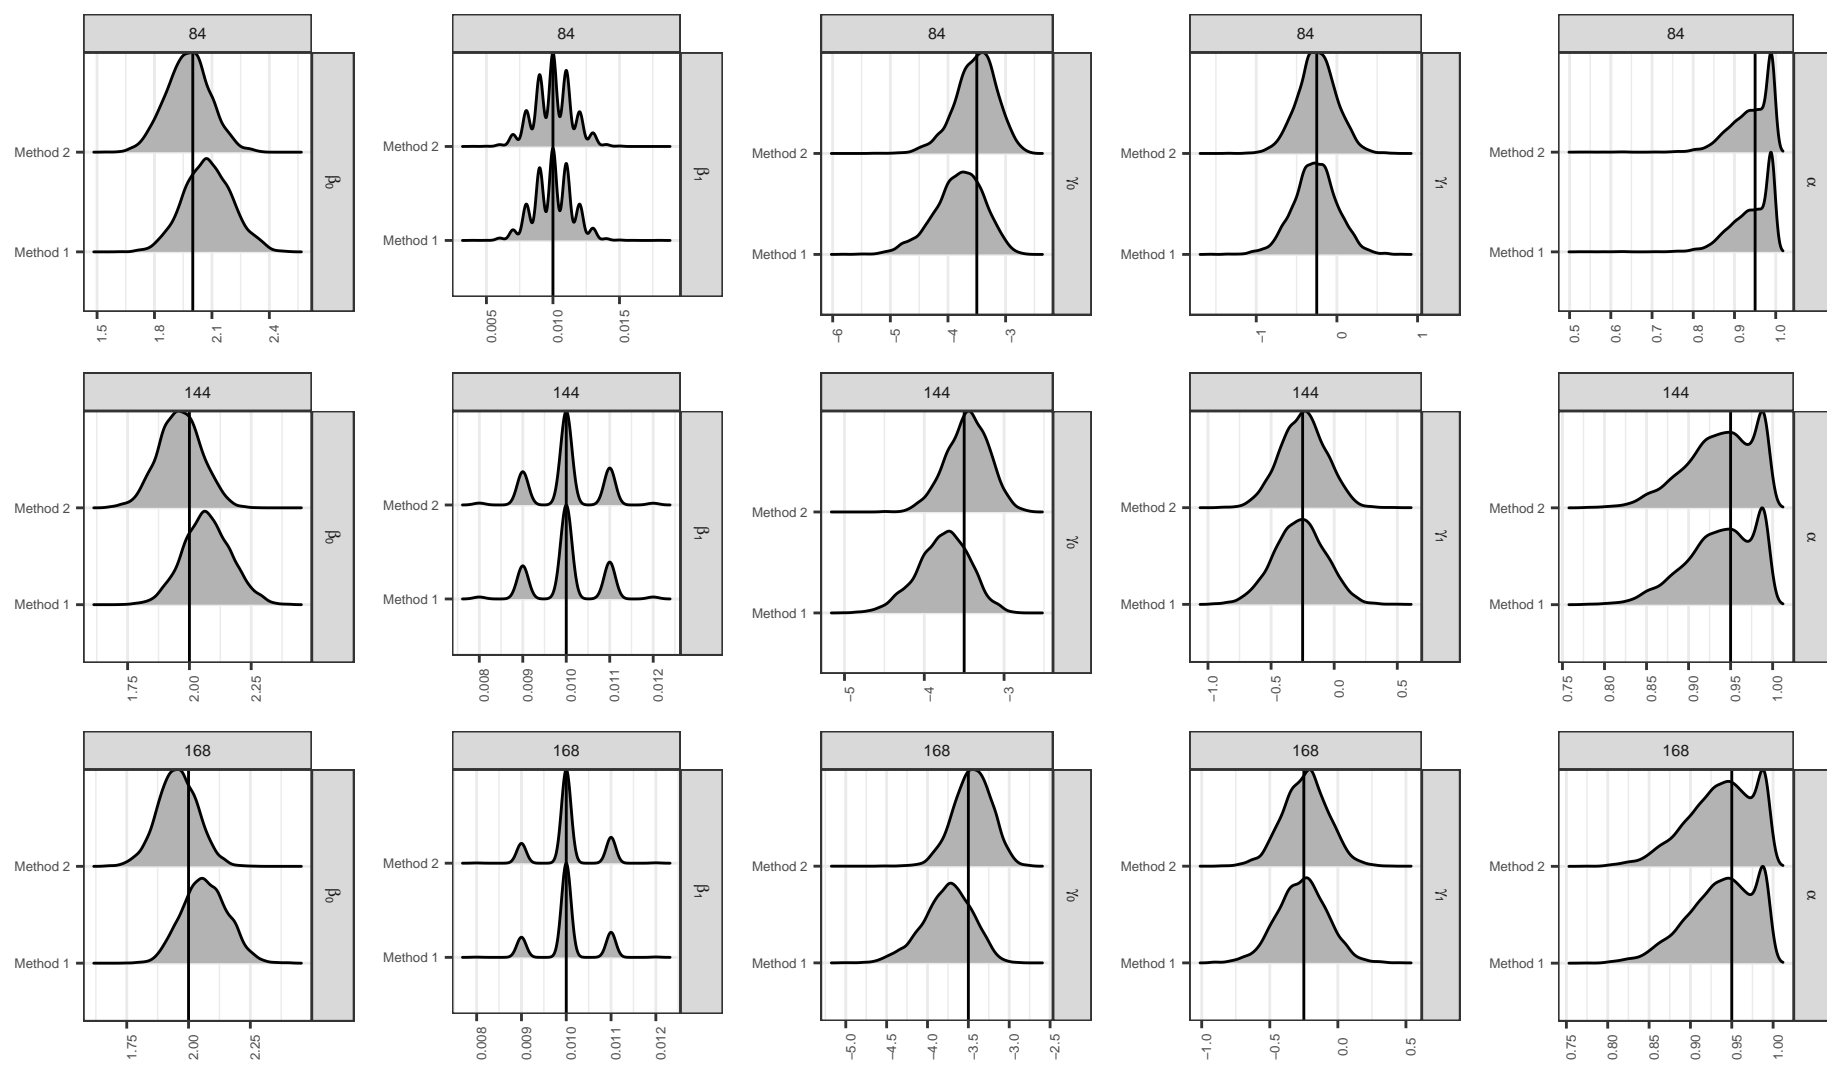 84
Method 2
Method 1
β₀
1.5 1.8 2.1 2.4
84
Method 2
Method 1
β₁
0.005 0.010 0.015
84
Method 2
Method 1
γ₀
−6 −5 −4 −3
84
Method 2
Method 1
γ₁
−1 0 1
84
Method 2
Method 1
α
0.5 0.6 0.7 0.8 0.9 1.0
144
Method 2
Method 1
β₀
1.75 2.00 2.25
144
Method 2
Method 1
β₁
0.008 0.009 0.010 0.011 0.012
144
Method 2
Method 1
γ₀
−5 −4 −3
144
Method 2
Method 1
γ₁
−1.0 −0.5 0.0 0.5
144
Method 2
Method 1
α
0.75 0.80 0.85 0.90 0.95 1.00
168
Method 2
Method 1
β₀
1.75 2.00 2.25
168
Method 2
Method 1
β₁
0.008 0.009 0.010 0.011 0.012
168
Method 2
Method 1
γ₀
−5.0 −4.5 −4.0 −3.5 −3.0 −2.5
168
Method 2
Method 1
γ₁
−1.0 −0.5 0.0 0.5
168
Method 2
Method 1
α
0.75 0.80 0.85 0.90 0.95 1.00